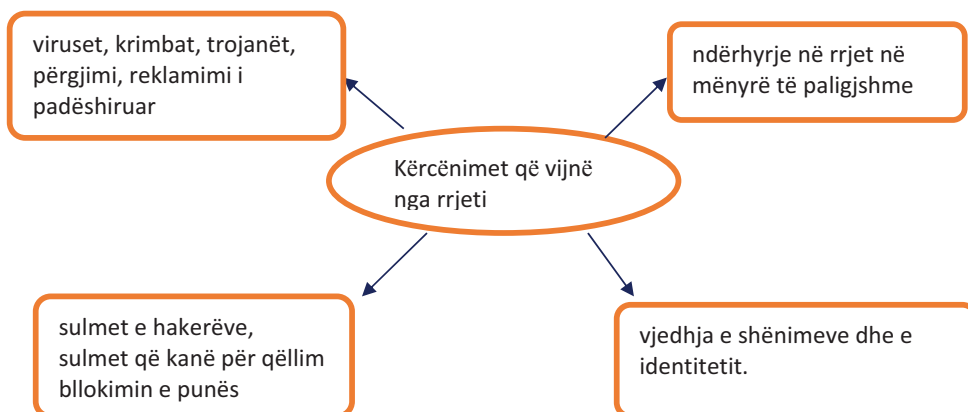 viruset, krimbat, trojanët,
përgjimi, reklamimi i
padëshiruar
ndërhyrje në rrjet në
mënyrë të paligjshme
Kërcënimet që vijnë
nga rrjeti
sulmet e hakerëve,
sulmet që kanë për qëllim
bllokimin e punës
vjedhja e shënimeve dhe e
identitetit.